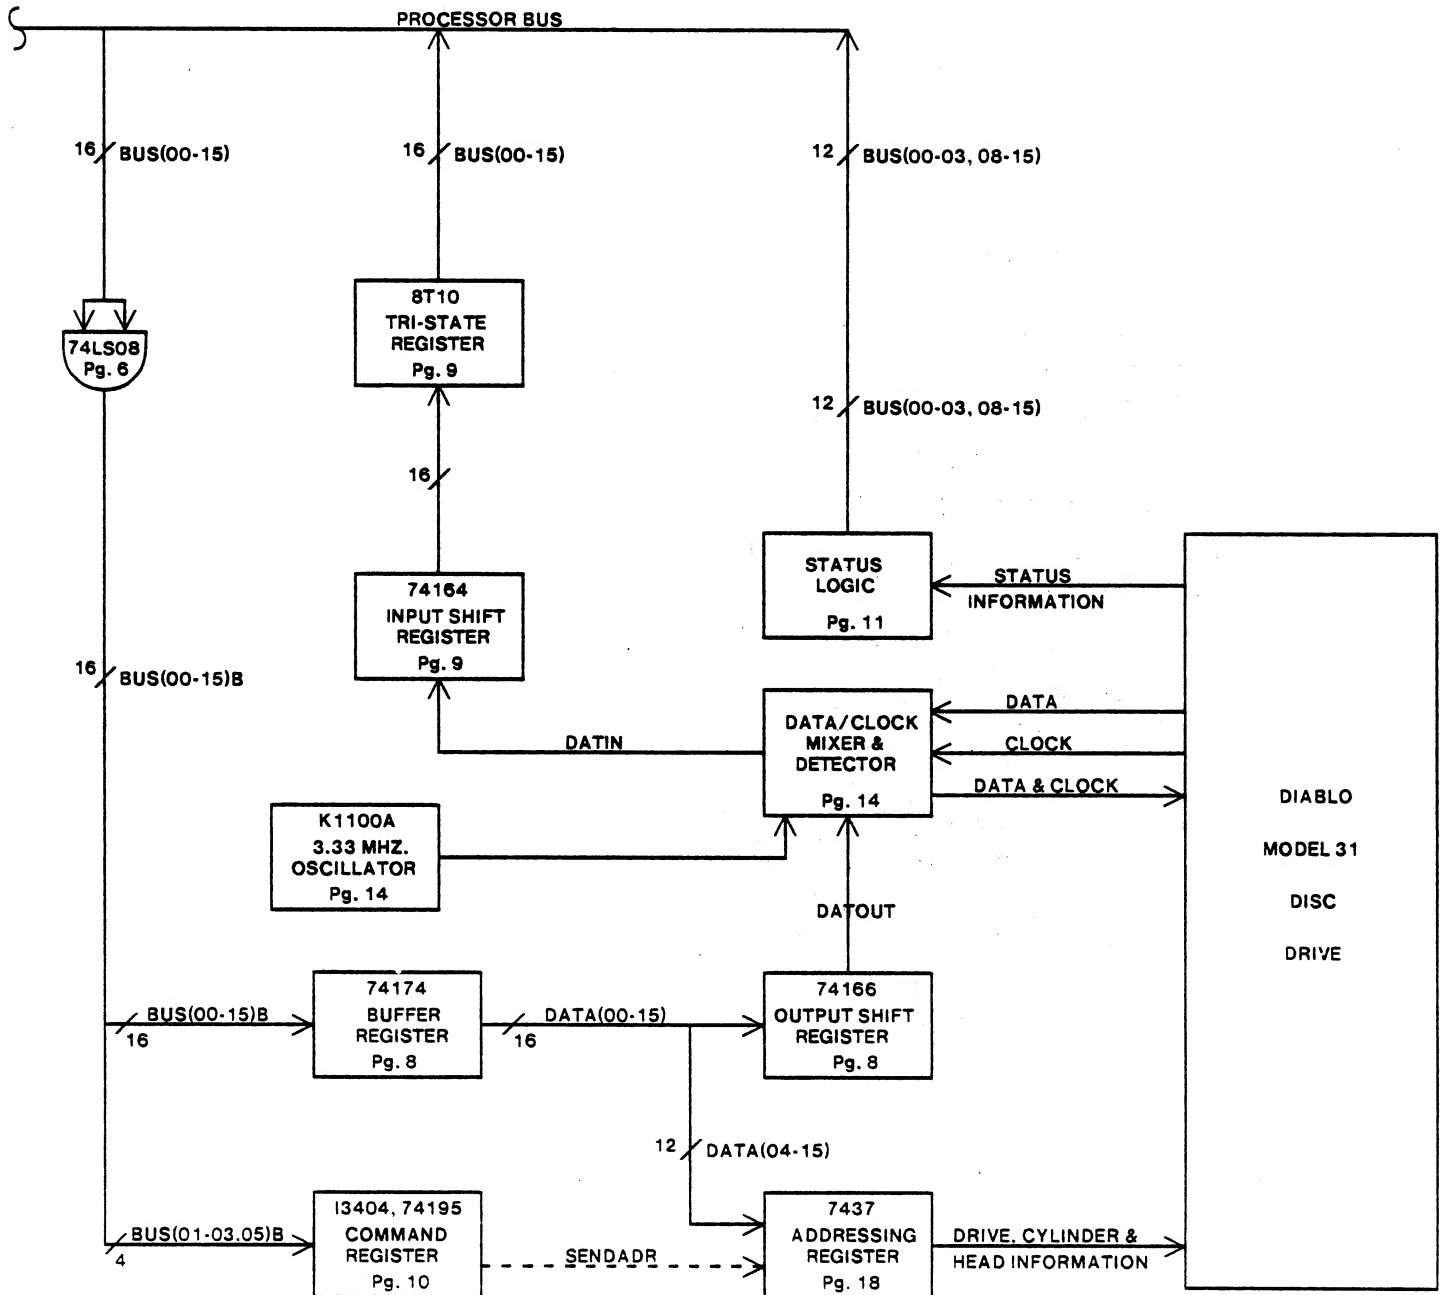 PROCESSOR BUS
16 BUS(00-15)
16 BUS(00-15)
12 BUS(00-03, 08-15)
8T10
TRI-STATE
REGISTER
Pg. 9
74LS08
Pg. 6
12 BUS(00-03, 08-15)
16
STATUS
LOGIC
Pg. 11
STATUS
INFORMATION
74164
INPUT SHIFT
REGISTER
Pg. 9
16 BUS(00-15)B
DATA/CLOCK
MIXER &
DETECTOR
Pg. 14
DATA
CLOCK
DATA & CLOCK
DATIN
DIABLO
MODEL 31
DISC
DRIVE
K1100A
3.33 MHZ.
OSCILLATOR
Pg. 14
DATOUT
BUS(00-15)B
16
74174
BUFFER
REGISTER
Pg. 8
DATA(00-15)
16
74166
OUTPUT SHIFT
REGISTER
Pg. 8
12 DATA(04-15)
BUS(01-03,05)B
4
I3404, 74195
COMMAND
REGISTER
Pg. 10
SENDADR
7437
ADDRESSING
REGISTER
Pg. 18
DRIVE, CYLINDER &
HEAD INFORMATION